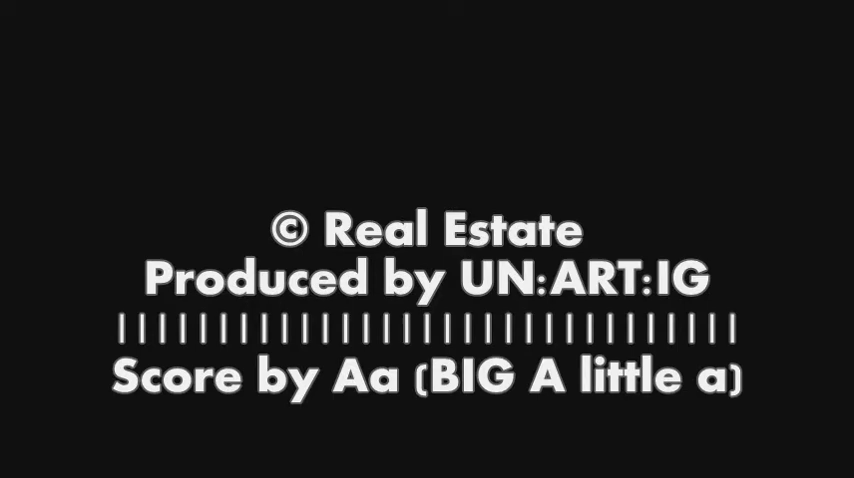 © Real Estate
Produced by UN:ART:IG
| | | | | | | | | | | | | | | | | | | | | | | | | | | | | | |
Score by Aa (BIG A little a)